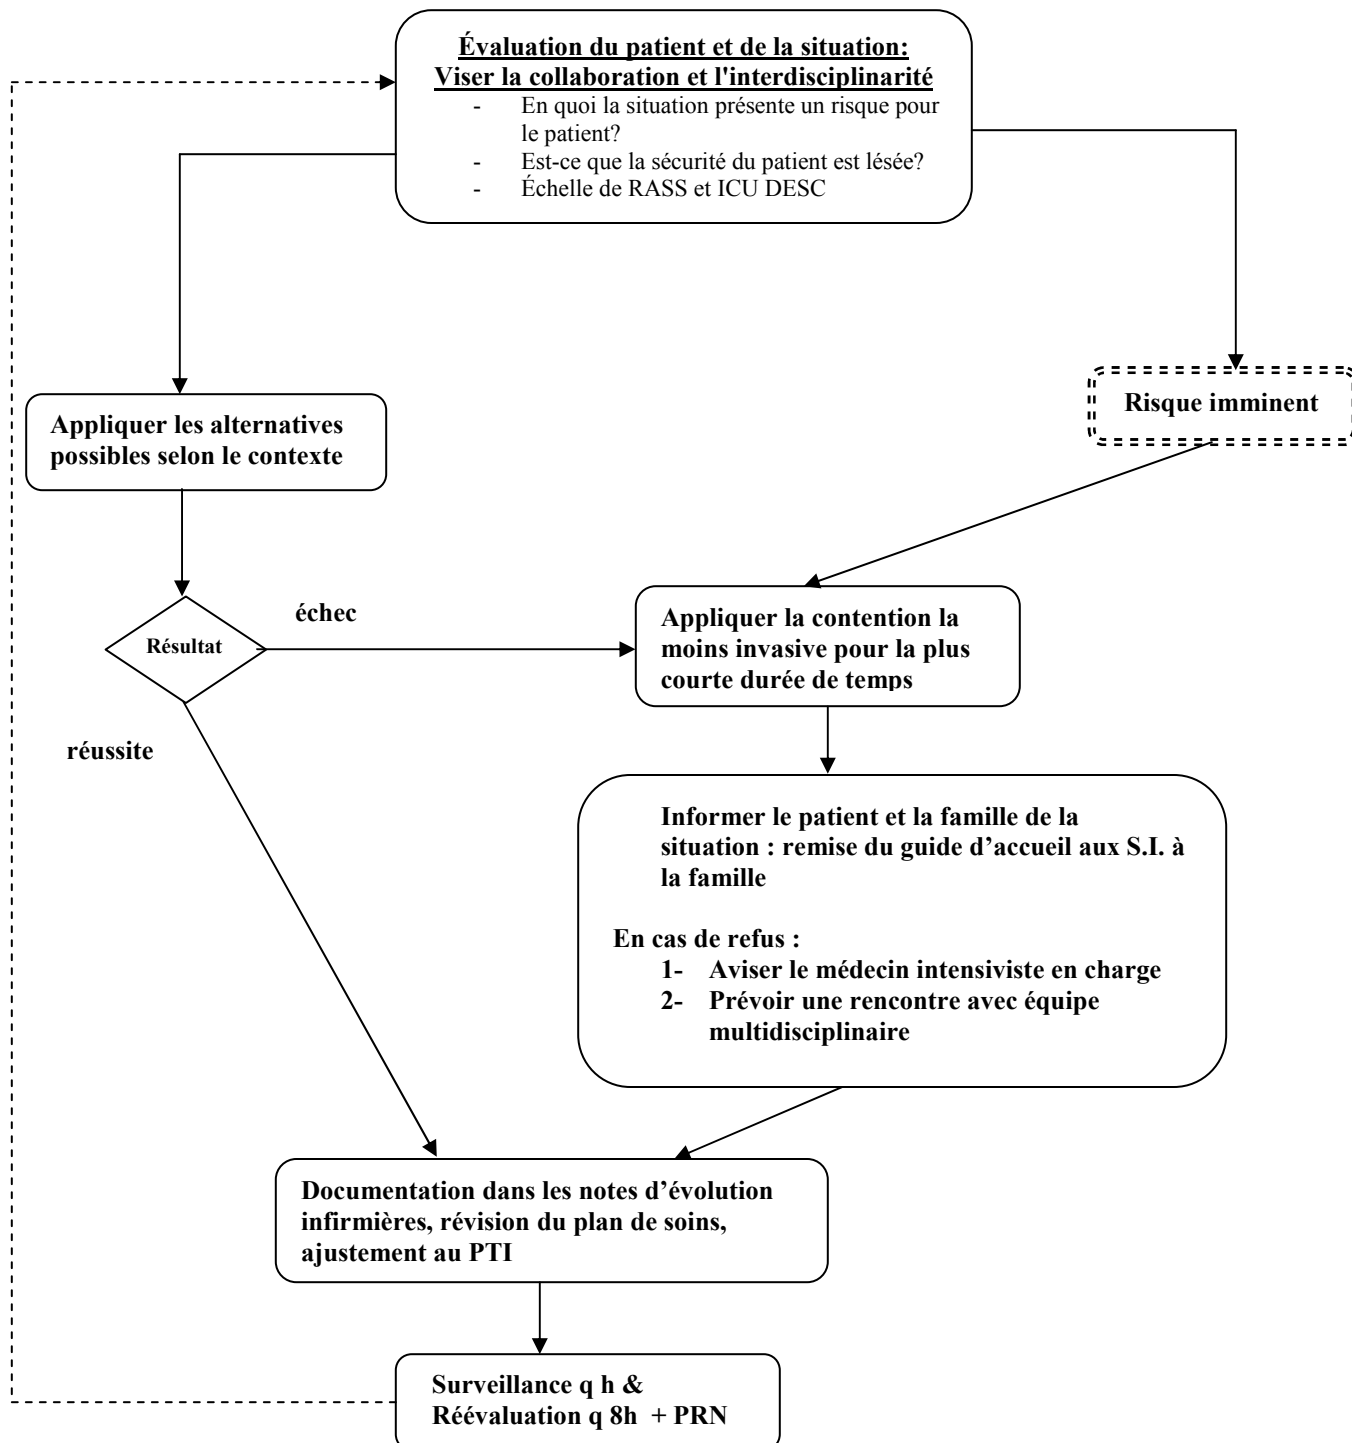 Évaluation du patient et de la situation:
Viser la collaboration et l'interdisciplinarité
- En quoi la situation présente un risque pour
le patient?
- Est-ce que la sécurité du patient est lésée?
- Échelle de RASS et ICU DESC
Appliquer les alternatives
possibles selon le contexte
Risque imminent
Résultat
échec
Appliquer la contention la
moins invasive pour la plus
courte durée de temps
réussite
Informer le patient et la famille de la
situation : remise du guide d’accueil aux S.I. à
la famille
En cas de refus :
1- Aviser le médecin intensiviste en charge
2- Prévoir une rencontre avec équipe
multidisciplinaire
Documentation dans les notes d’évolution
infirmières, révision du plan de soins,
ajustement au PTI
Surveillance q h &
Réévaluation q 8h + PRN